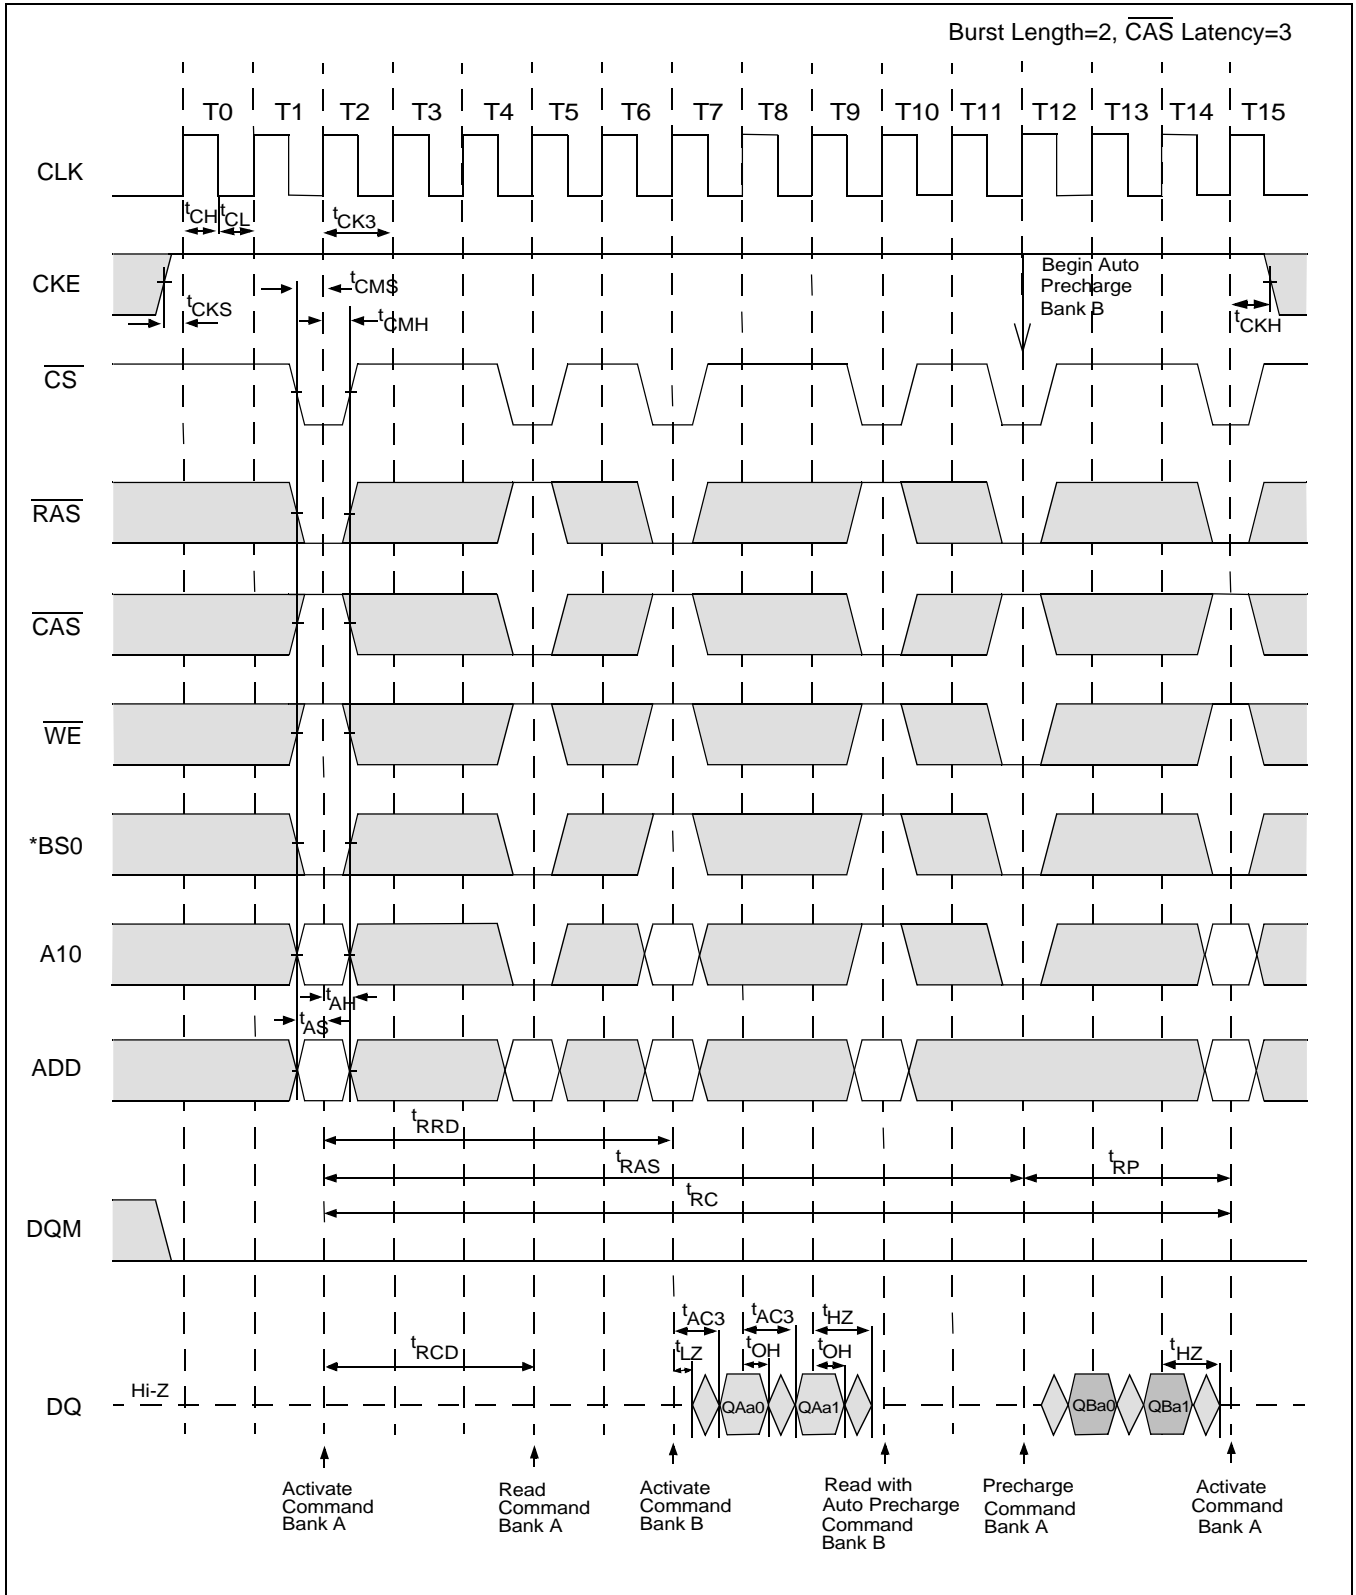 Burst Length=2, CAS Latency=3
T0 T1 T2 T3 T4 T5 T6 T7 T8 T9 T10 T11 T12 T13 T14 T15
CLK
tCH tCL tCK3
CKE
Begin Auto
Precharge
Bank B
tCMS
tCKS
tCMH
tCKH
CS
RAS
CAS
WE
*BS0
A10
tAH
tAS
ADD
tRRD
tRAS
tRP
tRC
DQM
tAC3 tAC3 tHZ
tRCD
tLZ tOH tOH tHZ
Hi-Z
DQ
QAa0 QAa1 QBa0 QBa1
Activate
Command
Bank A
Read
Command
Bank A
Activate
Command
Bank B
Read with
Auto Precharge
Command
Bank B
Precharge
Command
Bank A
Activate
Command
Bank A